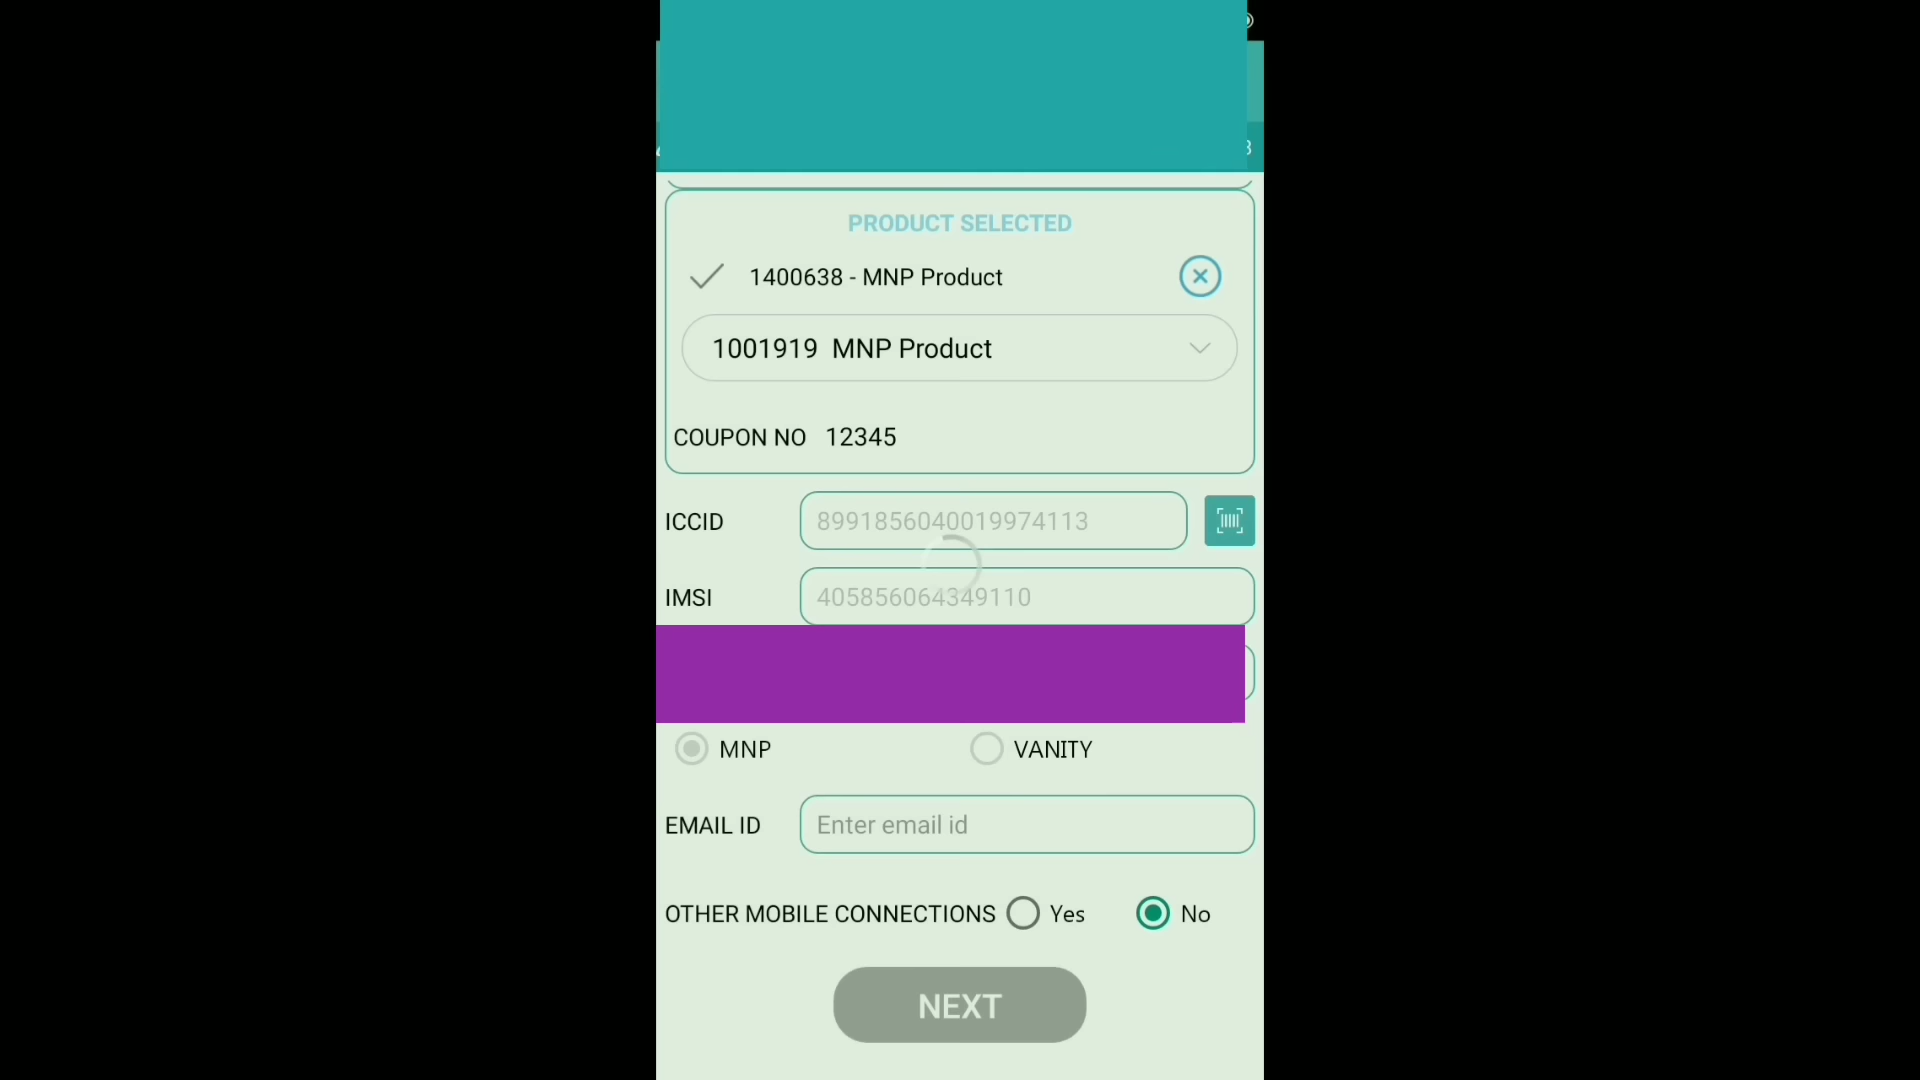 PRODUCT SELECTED
1400638 - MNP Product
1001919 MNP Product
COUPON NO 12345
ICCID 8991856040019974113
IMSI 405856064349110
MNP VANITY
EMAIL ID Enter email id
OTHER MOBILE CONNECTIONS Yes No
NEXT